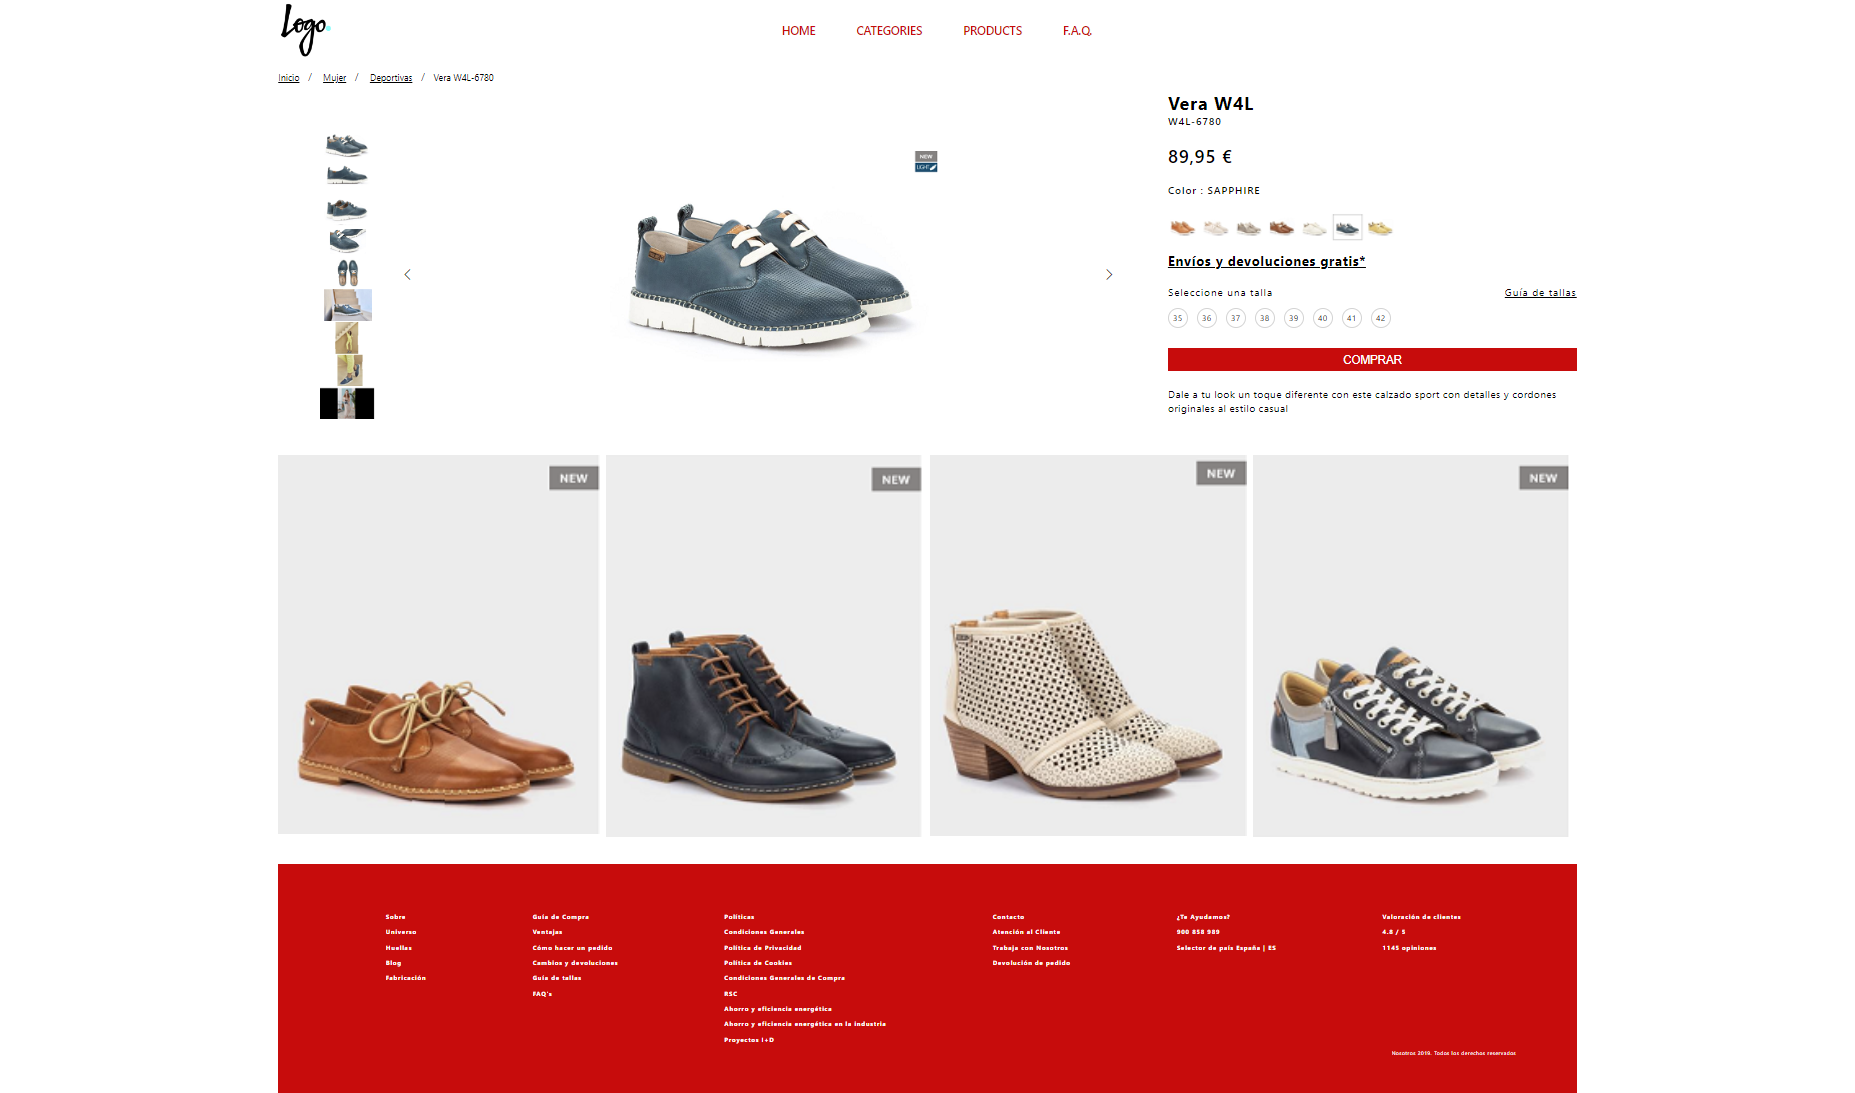 Logo.
HOME CATEGORIES PRODUCTS F.A.Q.
Inicio / Mujer / Deportivas / Vera W4L-6780
NEW
LIGHT
Vera W4L
W4L-6780
89,95 €
Color : SAPPHIRE
Envíos y devoluciones gratis*
Seleccione una talla Guía de tallas
35 36 37 38 39 40 41 42
COMPRAR
Dale a tu look un toque diferente con este calzado sport con detalles y cordones
originales al estilo casual
NEW NEW NEW NEW
Sobre
Universo
Huellas
Blog
Fabricación
Guía de Compra
Ventajas
Cómo hacer un pedido
Cambios y devoluciones
Guía de tallas
FAQ's
Políticas
Condiciones Generales
Política de Privacidad
Política de Cookies
Condiciones Generales de Compra
RSC
Ahorro y eficiencia energética
Ahorro y eficiencia energética en la industria
Proyectos I+D
Contacto
Atención al Cliente
Trabaja con Nosotros
Devolución de pedido
¿Te Ayudamos?
900 858 989
Selector de país España | ES
Valoración de clientes
4.8 / 5
1145 opiniones
Nosotros 2019. Todos los derechos reservados